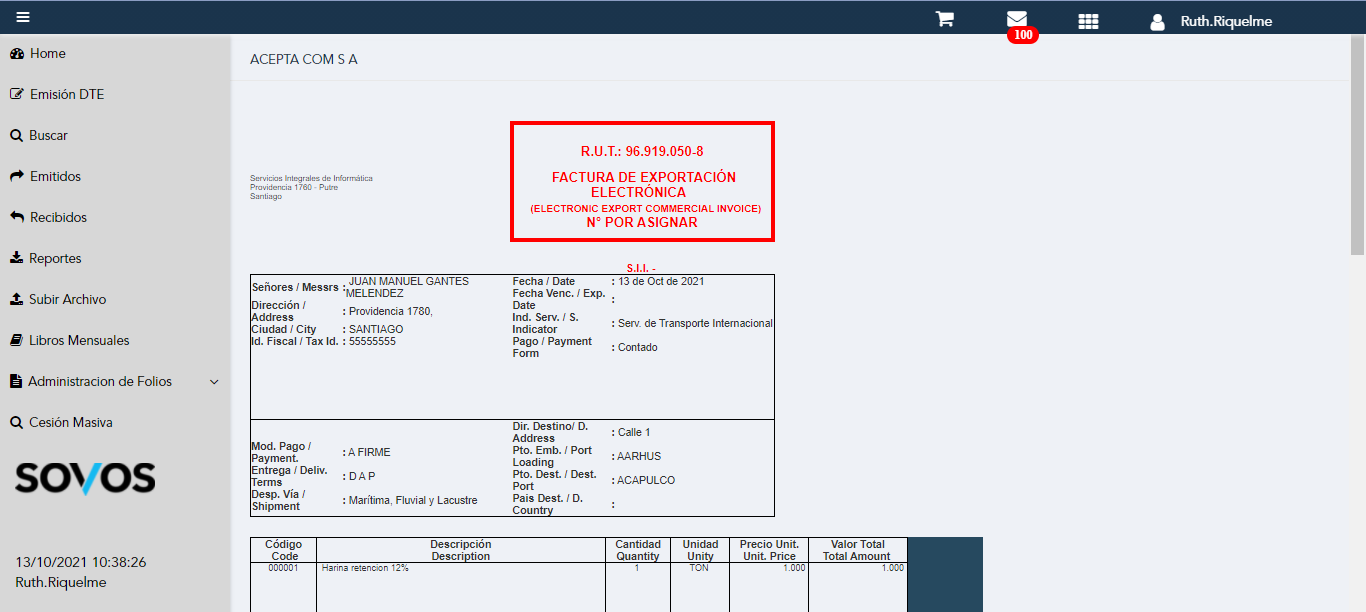 100
Ruth.Riquelme
Home
Emisión DTE
Buscar
Emitidos
Recibidos
Reportes
Subir Archivo
Libros Mensuales
Administracion de Folios
Cesión Masiva
SOVOS
13/10/2021 10:38:26
Ruth.Riquelme
ACEPTA COM S A
Servicios Integrales de Informática
Providencia 1760 - Putre
Santiago
R.U.T.: 96.919.050-8
FACTURA DE EXPORTACIÓN
ELECTRÓNICA
(ELECTRONIC EXPORT COMMERCIAL INVOICE)
N° POR ASIGNAR
S.I.I. -
Señores / Messrs : JUAN MANUEL GANTES
MELENDEZ
Dirección /
Address : Providencia 1780,
Ciudad / City : SANTIAGO
Id. Fiscal / Tax Id. : 55555555
Fecha / Date : 13 de Oct de 2021
Fecha Venc. / Exp.
Date :
Ind. Serv. / S.
Indicator : Serv. de Transporte Internacional
Pago / Payment
Form : Contado
Mod. Pago /
Payment. : A FIRME
Entrega / Deliv.
Terms : D A P
Desp. Vía /
Shipment : Marítima, Fluvial y Lacustre
Dir. Destino/ D.
Address : Calle 1
Pto. Emb. / Port
Loading : AARHUS
Pto. Dest. / Dest.
Port : ACAPULCO
Pais Dest. / D.
Country :
Código Descripción Cantidad Unidad Precio Unit. Valor Total
Code Description Quantity Unity Unit. Price Total Amount
000001 Harina retencion 12% 1 TON 1.000 1.000